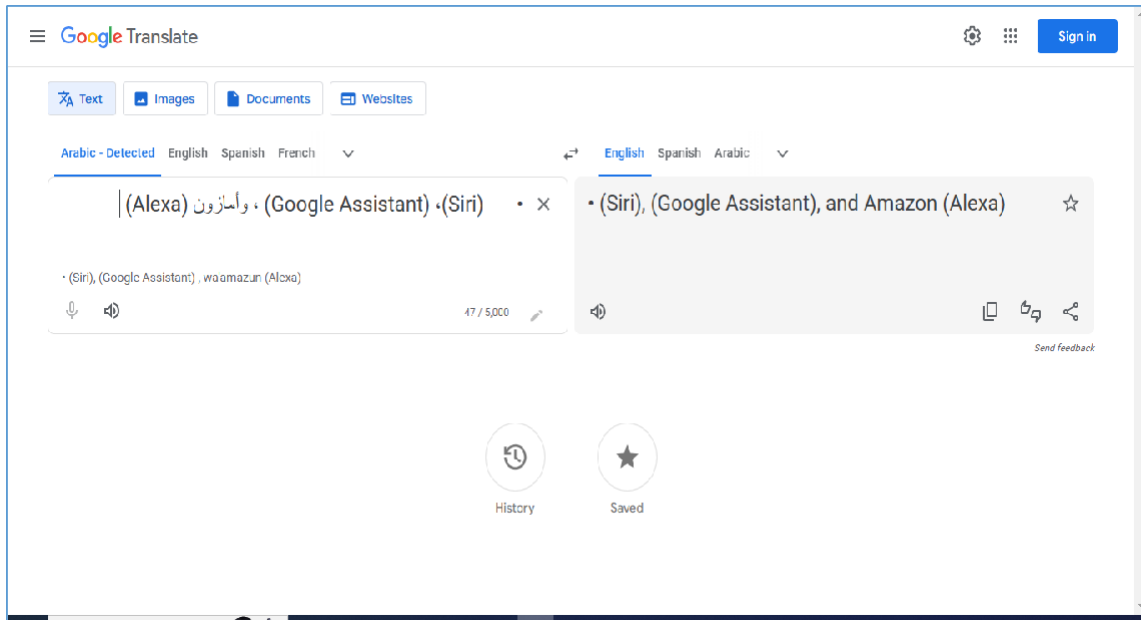 Google Translate
Sign in
Text Images Documents Websites
Arabic - Detected English Spanish French
English Spanish Arabic
• (Siri)، (Google Assistant) ، وأمازون (Alexa)
• (Siri), (Google Assistant), and Amazon (Alexa)
• (Siri), (Google Assistant) , wa'amazun (Alexa)
47 / 5,000
Send feedback
History
Saved